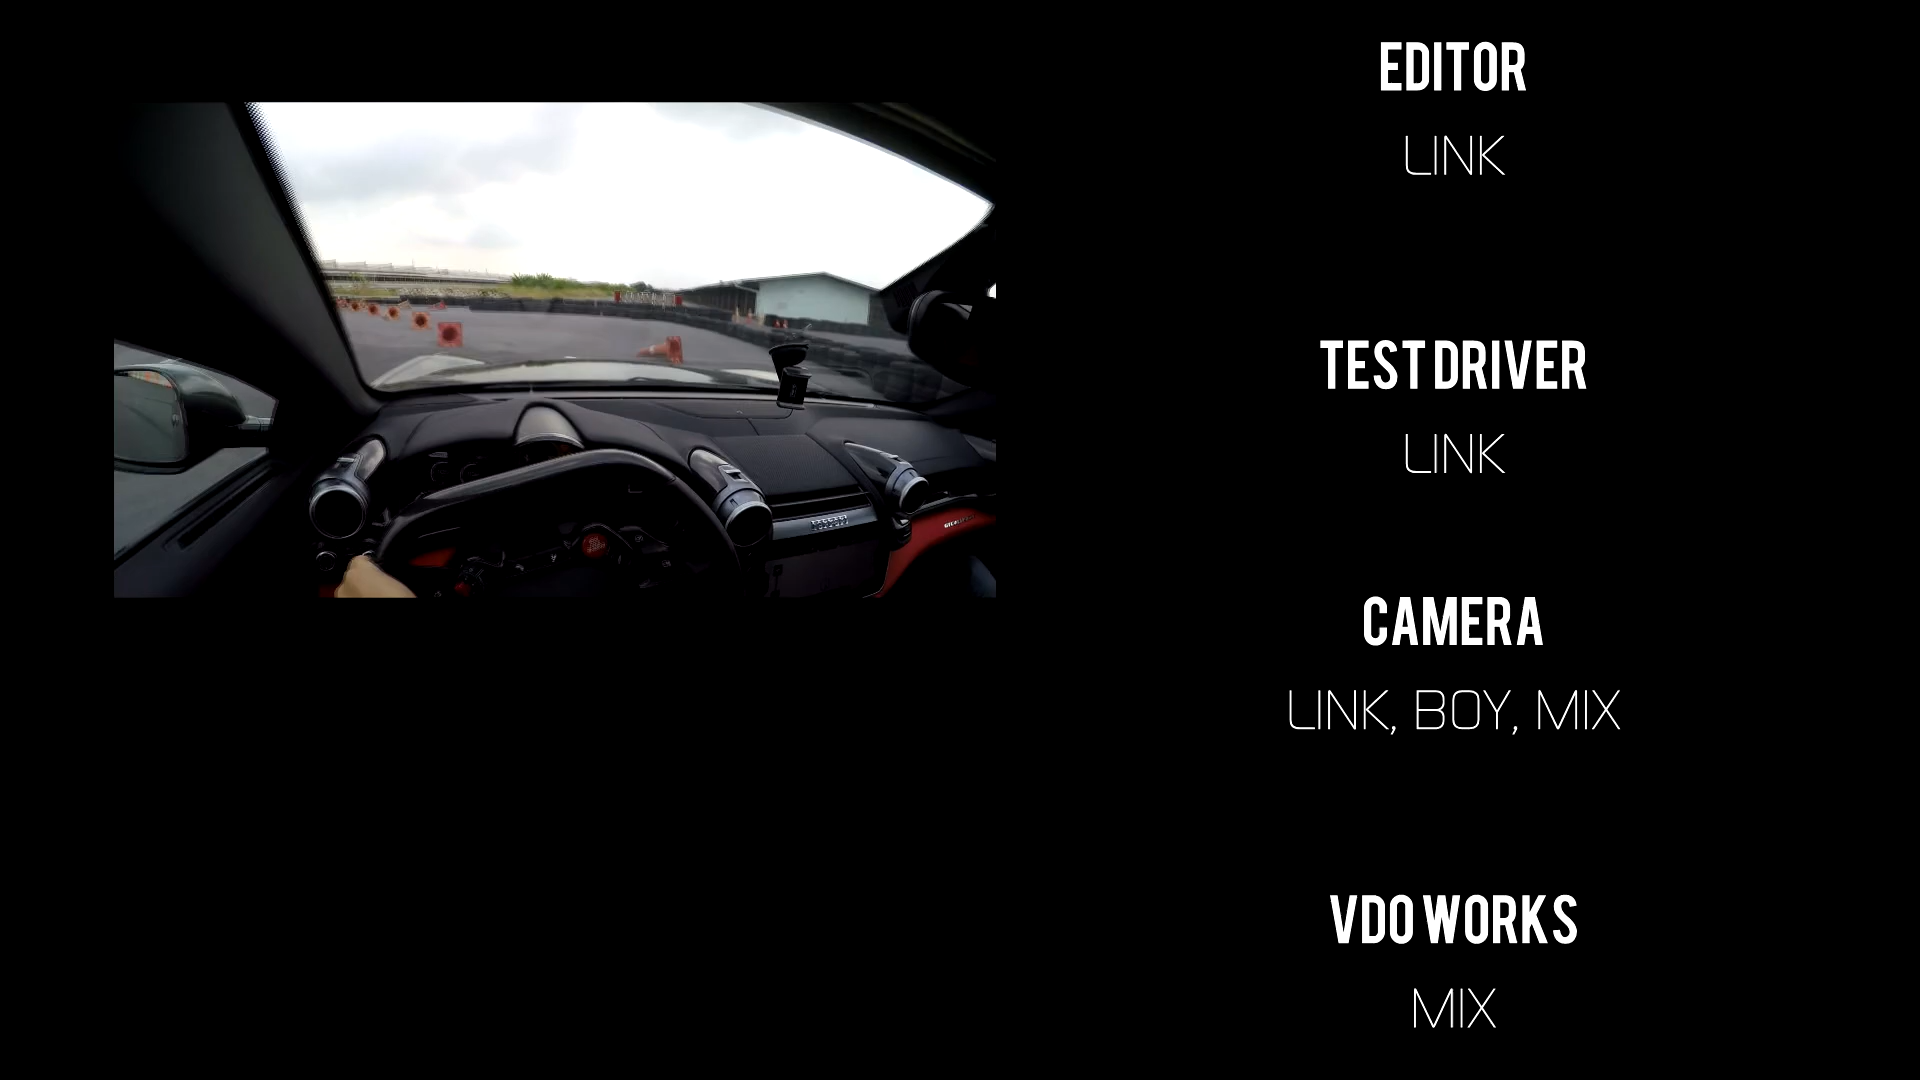 EDITOR
LINK
TEST DRIVER
LINK
CAMERA
LINK, BOY, MIX
VDO WORKS
MIX